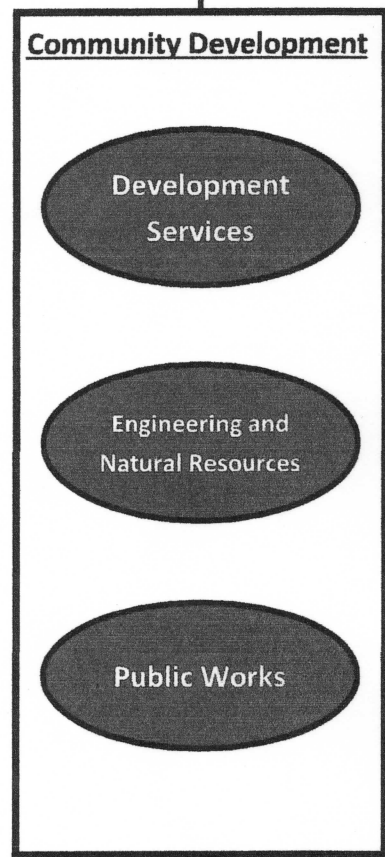 Community Development
Development
Services
Engineering and
Natural Resources
Public Works